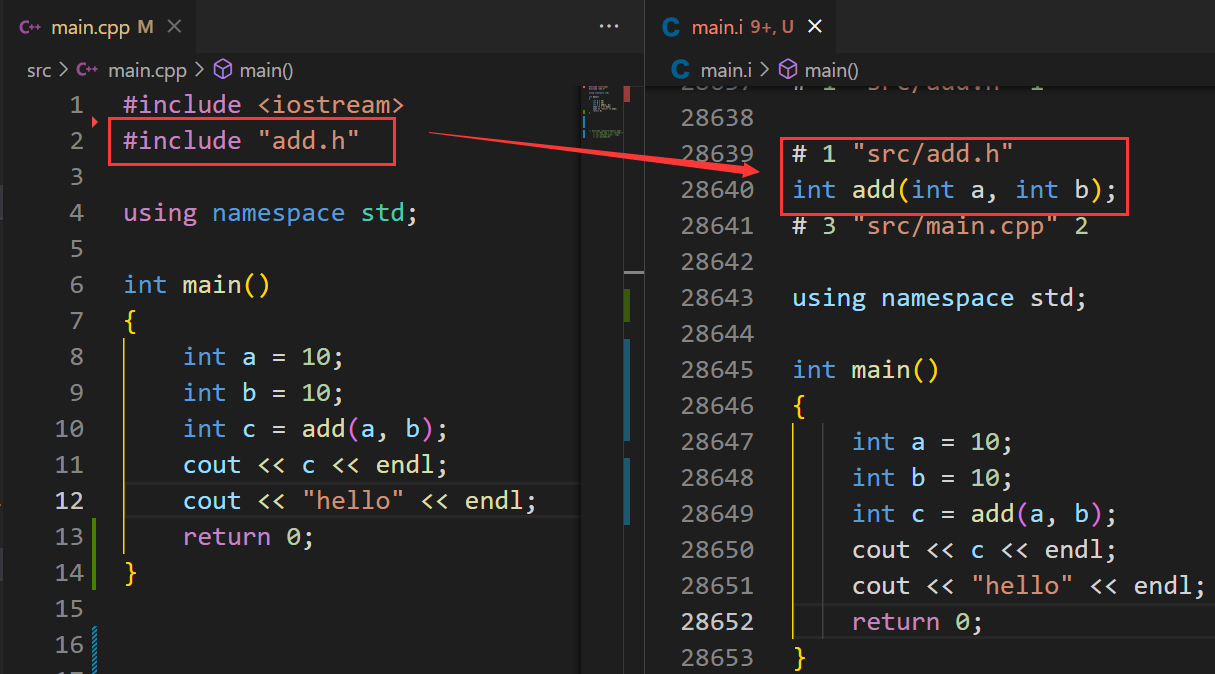 main.cpp M
src > main.cpp > main()
1 #include <iostream>
2 #include "add.h"
3
4 using namespace std;
5
6 int main()
7 {
8 int a = 10;
9 int b = 10;
10 int c = add(a, b);
11 cout << c << endl;
12 cout << "hello" << endl;
13 return 0;
14 }
15
16
main.i 9+, U
main.i > main()
28637 # 1 "src/add.h" 1
28638
28639 # 1 "src/add.h"
28640 int add(int a, int b);
28641 # 3 "src/main.cpp" 2
28642
28643 using namespace std;
28644
28645 int main()
28646 {
28647 int a = 10;
28648 int b = 10;
28649 int c = add(a, b);
28650 cout << c << endl;
28651 cout << "hello" << endl;
28652 return 0;
28653 }